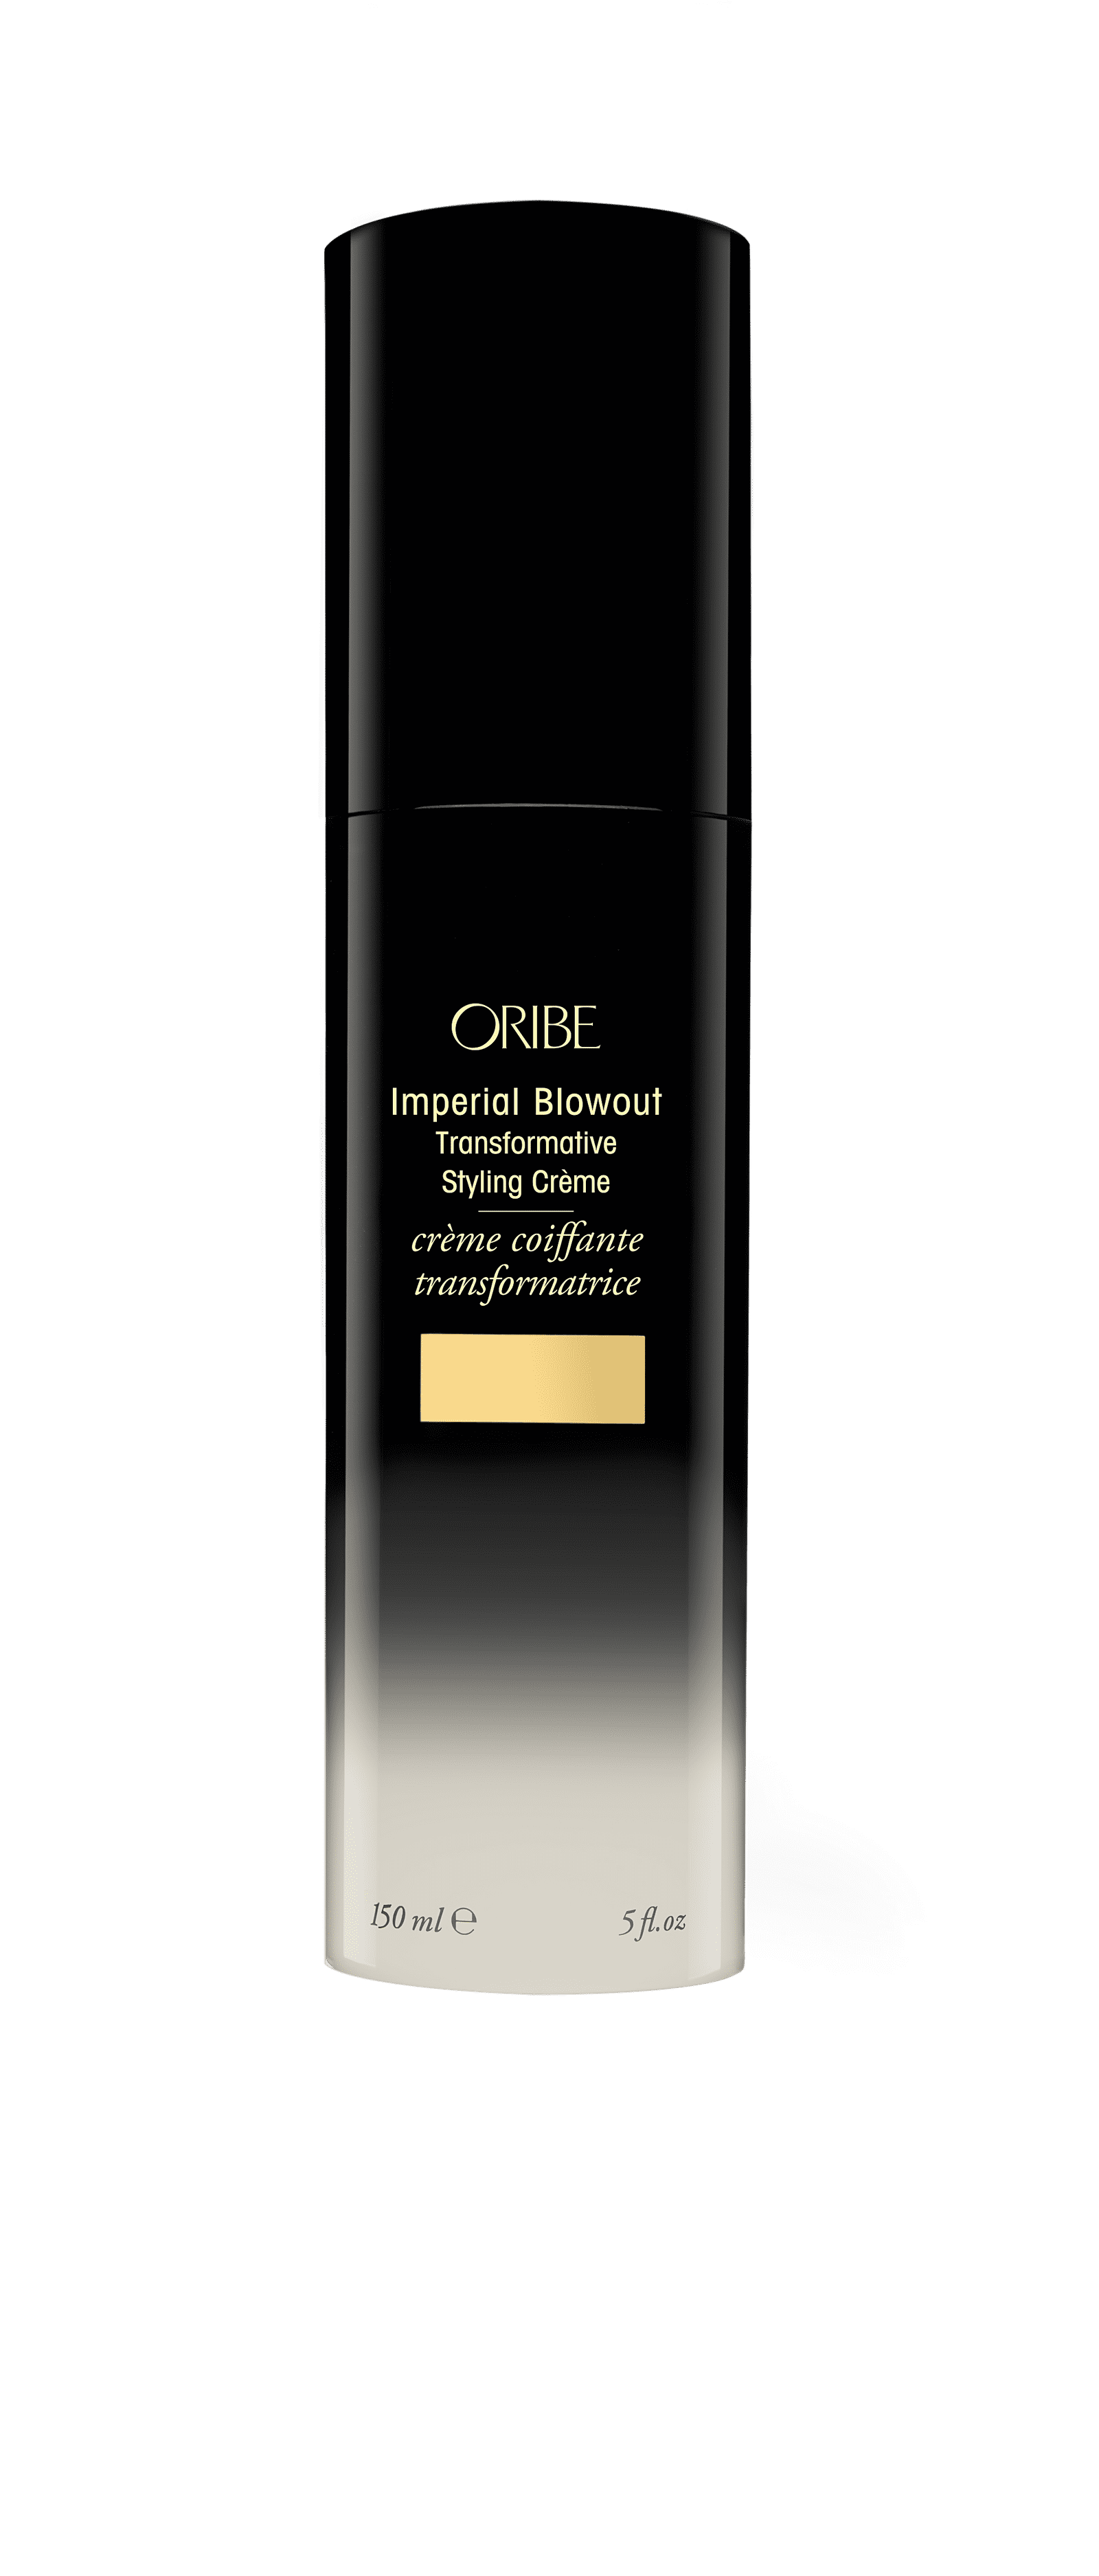 ORIBE
Imperial Blowout
Transformative
Styling Crème
crème coiffante
transformatrice
150 ml ℮
5 fl.oz